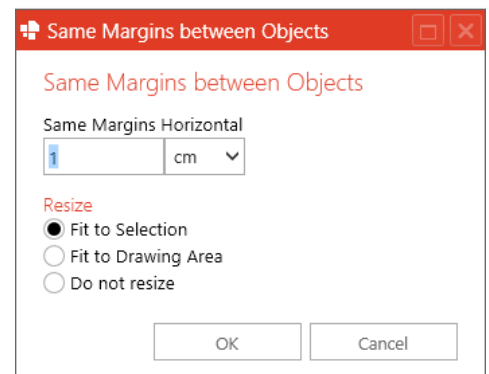 Same Margins between Objects
Same Margins between Objects
Same Margins Horizontal
1 cm
Resize
Fit to Selection
Fit to Drawing Area
Do not resize
OK Cancel